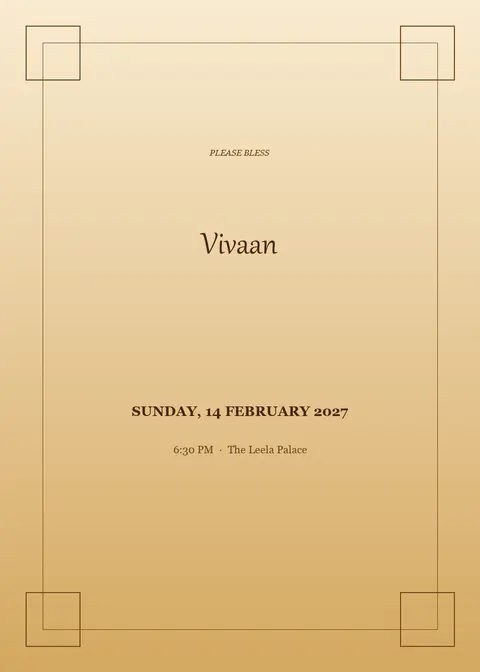 PLEASE BLESS
Vivaan
SUNDAY, 14 FEBRUARY 2027
6:30 PM · The Leela Palace